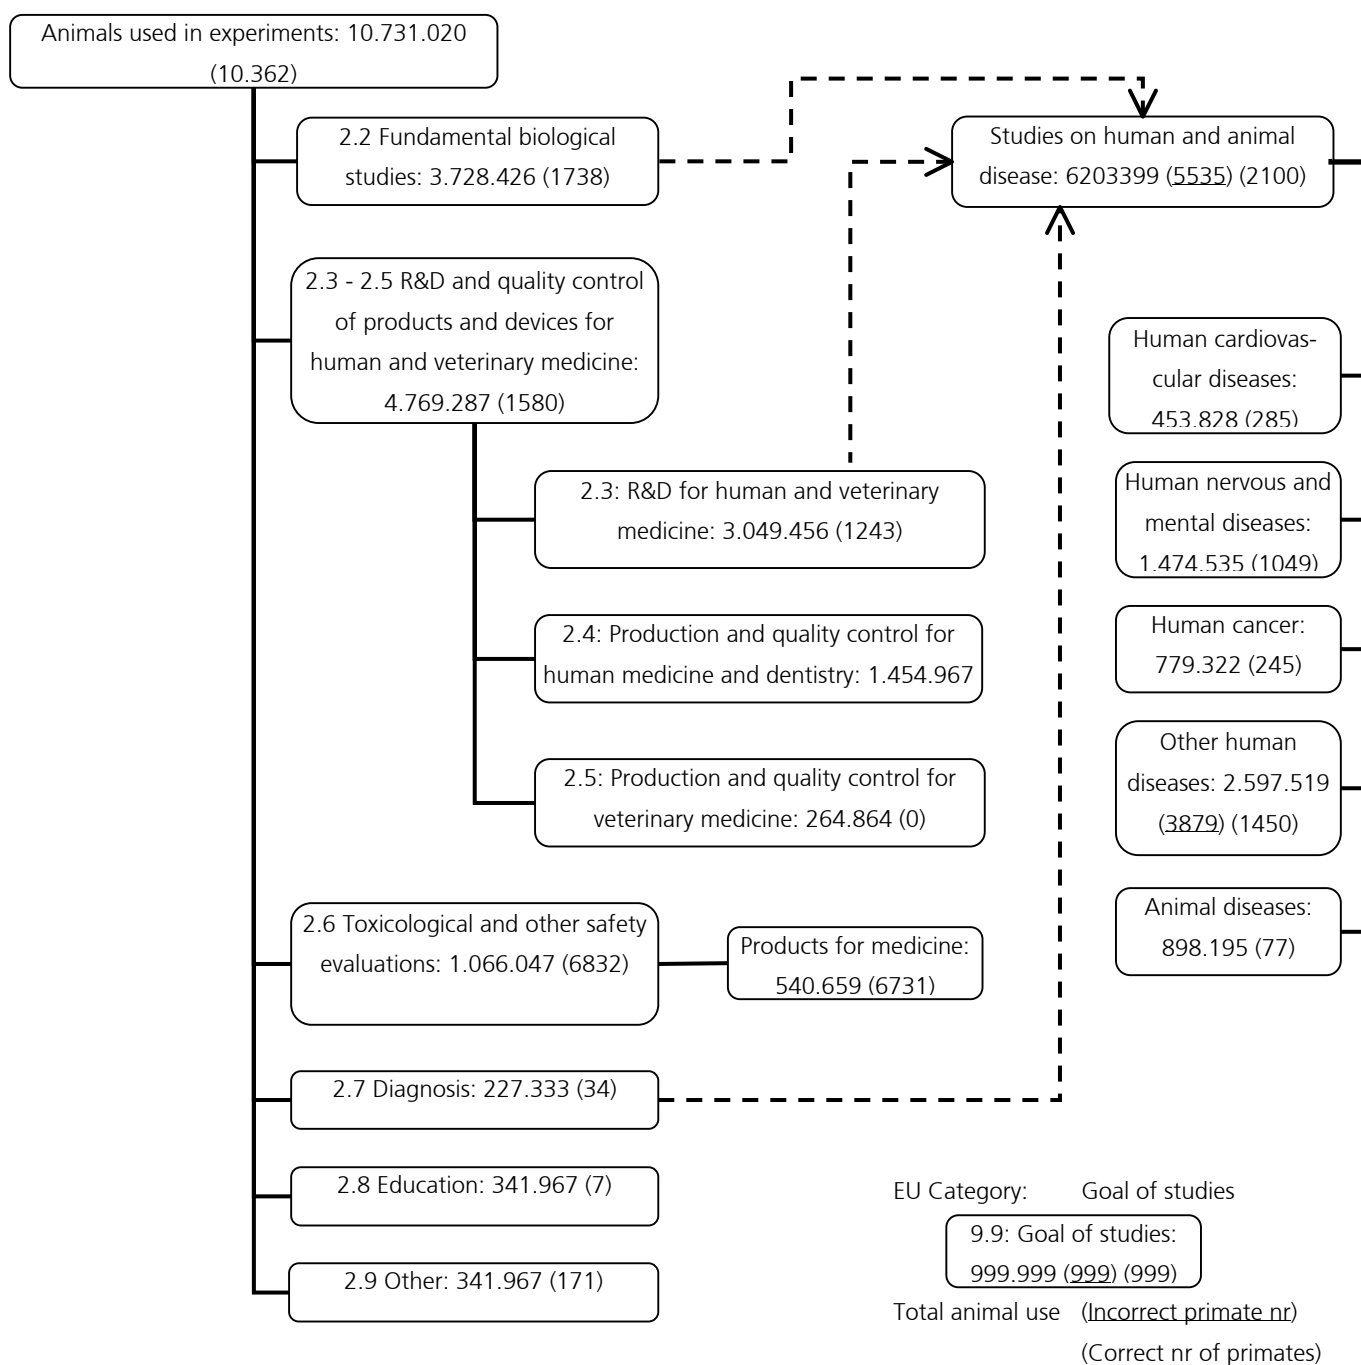 Animals used in experiments: 10.731.020
(10.362)
2.2 Fundamental biological
studies: 3.728.426 (1738)
Studies on human and animal
disease: 6203399 (5535) (2100)
2.3 - 2.5 R&D and quality control
of products and devices for
human and veterinary medicine:
4.769.287 (1580)
Human cardiovas-
cular diseases:
453.828 (285)
2.3: R&D for human and veterinary
medicine: 3.049.456 (1243)
Human nervous and
mental diseases:
1.474.535 (1049)
2.4: Production and quality control for
human medicine and dentistry: 1.454.967
Human cancer:
779.322 (245)
2.5: Production and quality control for
veterinary medicine: 264.864 (0)
Other human
diseases: 2.597.519
(3879) (1450)
2.6 Toxicological and other safety
evaluations: 1.066.047 (6832)
Products for medicine:
540.659 (6731)
Animal diseases:
898.195 (77)
2.7 Diagnosis: 227.333 (34)
2.8 Education: 341.967 (7)
2.9 Other: 341.967 (171)
EU Category: Goal of studies
9.9: Goal of studies:
999.999 (999) (999)
Total animal use (Incorrect primate nr)
(Correct nr of primates)